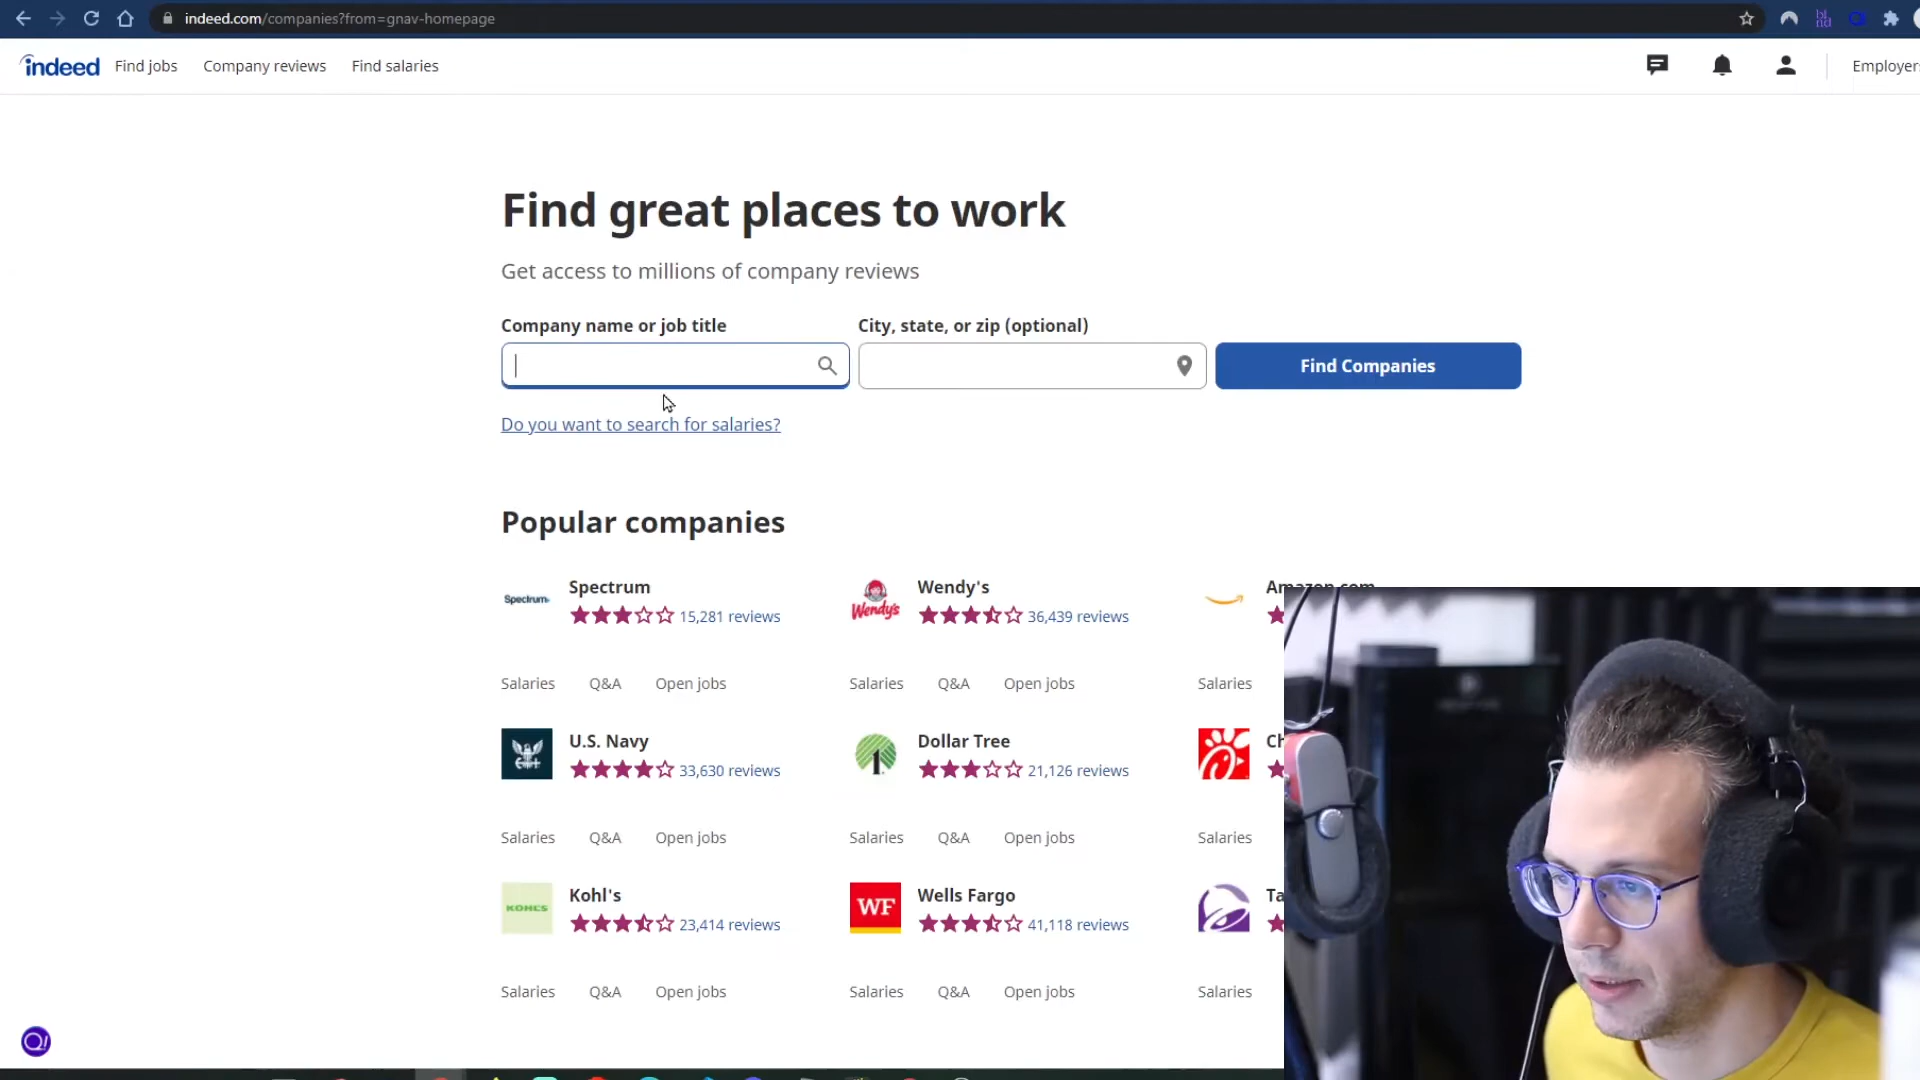 indeed.com/companies?from=gnav-homepage
indeed Find jobs Company reviews Find salaries
Find great places to work
Get access to millions of company reviews
Company name or job title City, state, or zip (optional)
Find Companies
Do you want to search for salaries?
Popular companies
Spectrum Spectrum Wendy's Wendy's Amazon.com
15,281 reviews 36,439 reviews
Salaries Q&A Open jobs Salaries Q&A Open jobs Salaries
U.S. Navy Dollar Tree
33,630 reviews 21,126 reviews
Salaries Q&A Open jobs Salaries Q&A Open jobs Salaries
KOHL'S Kohl's WF Wells Fargo
23,414 reviews 41,118 reviews
Salaries Q&A Open jobs Salaries Q&A Open jobs Salaries